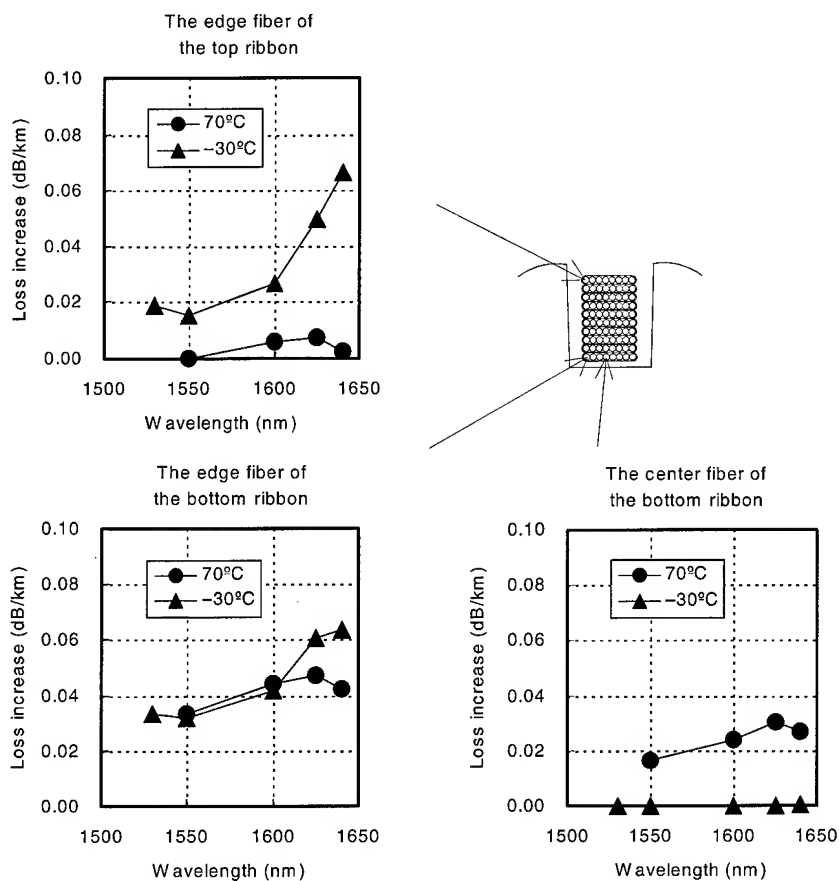 The edge fiber of
the top ribbon
0.10
0.08
0.06
0.04
0.02
0.00
Loss increase (dB/km)
70ºC
−30ºC
1500 1550 1600 1650
Wavelength (nm)
The edge fiber of
the bottom ribbon
0.10
0.08
0.06
0.04
0.02
0.00
Loss increase (dB/km)
70ºC
−30ºC
1500 1550 1600 1650
Wavelength (nm)
The center fiber of
the bottom ribbon
0.10
0.08
0.06
0.04
0.02
0.00
Loss increase (dB/km)
70ºC
−30ºC
1500 1550 1600 1650
Wavelength (nm)